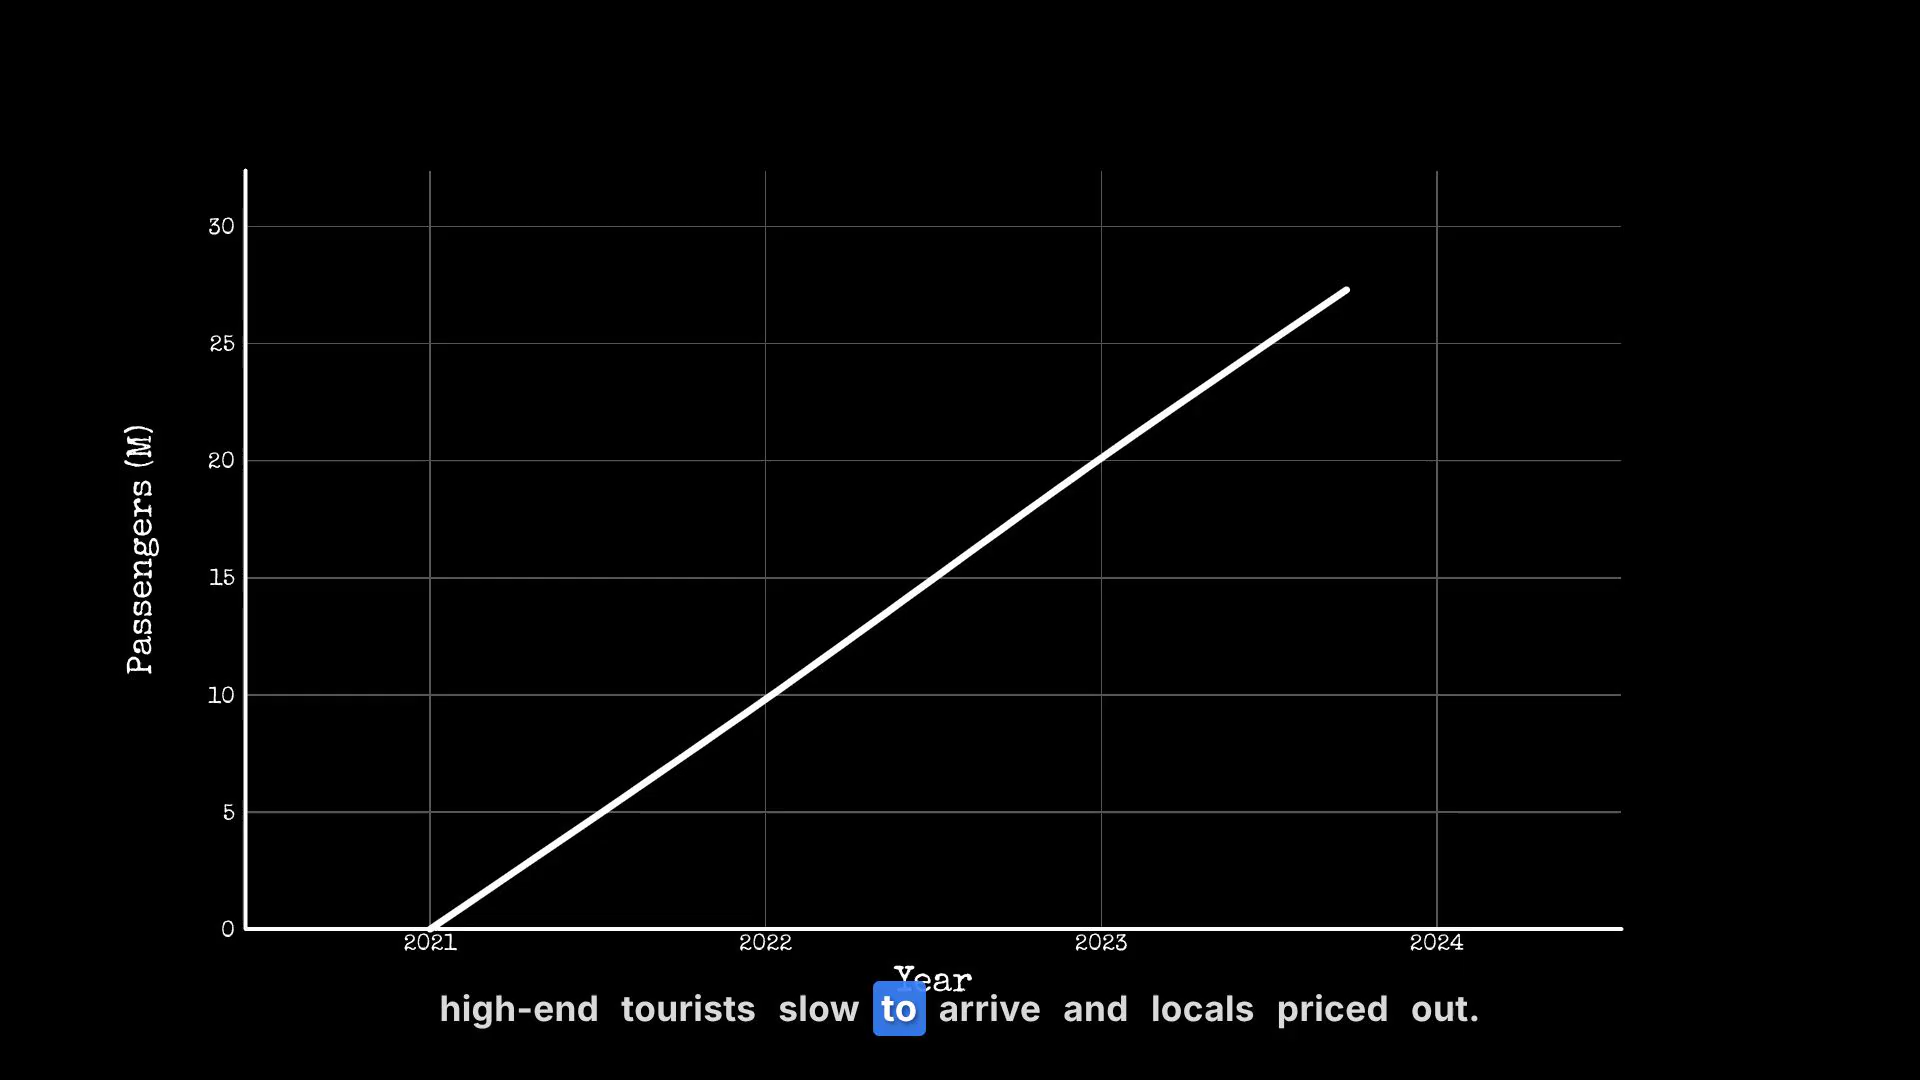 30
25
20
15
10
5
0
Passengers (M)
2021 2022 2023 2024
Year
high-end tourists slow to arrive and locals priced out.